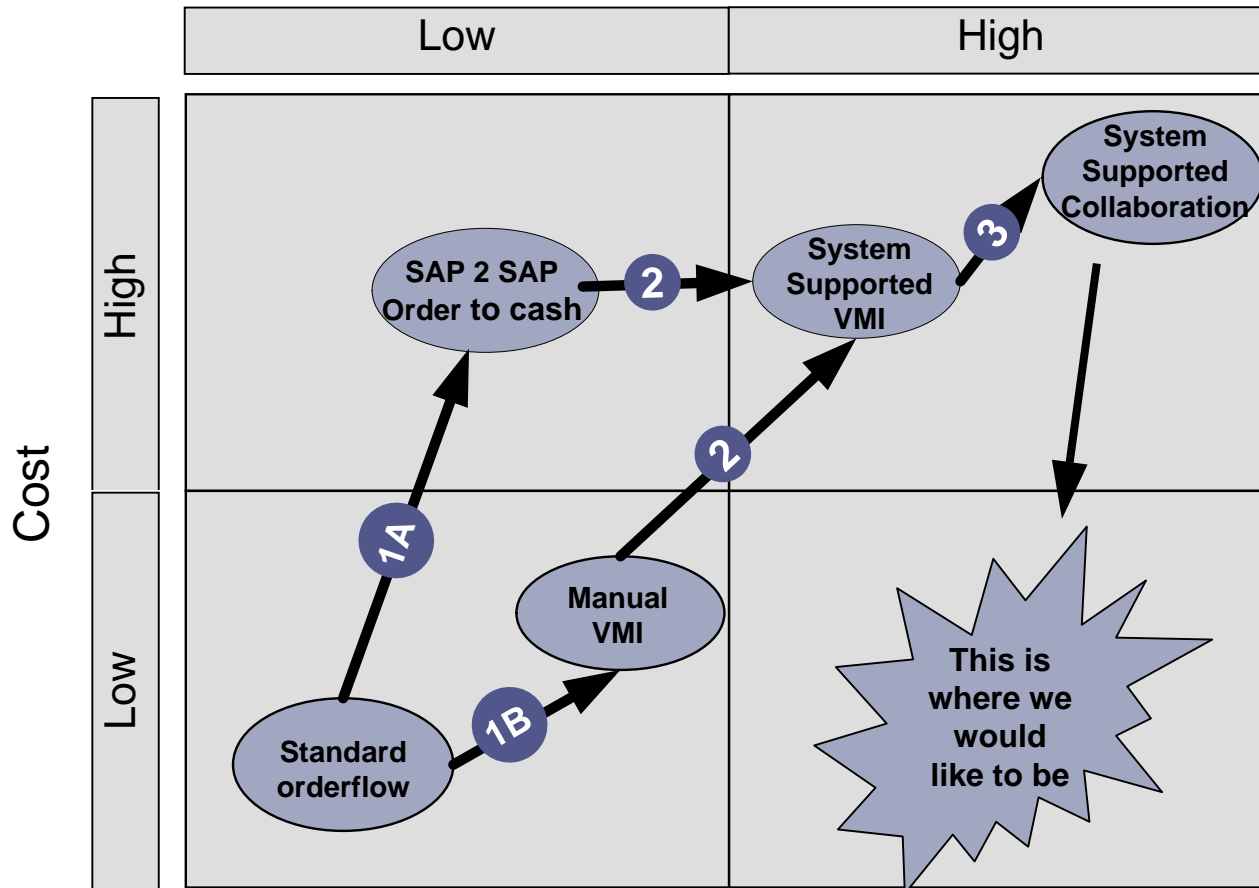 Low
High
System
Supported
Collaboration
SAP 2 SAP
Order to cash
2
System
Supported
VMI
3
High
Cost
2
1A
Manual
VMI
Low
1B
Standard
orderflow
This is
where we
would
like to be